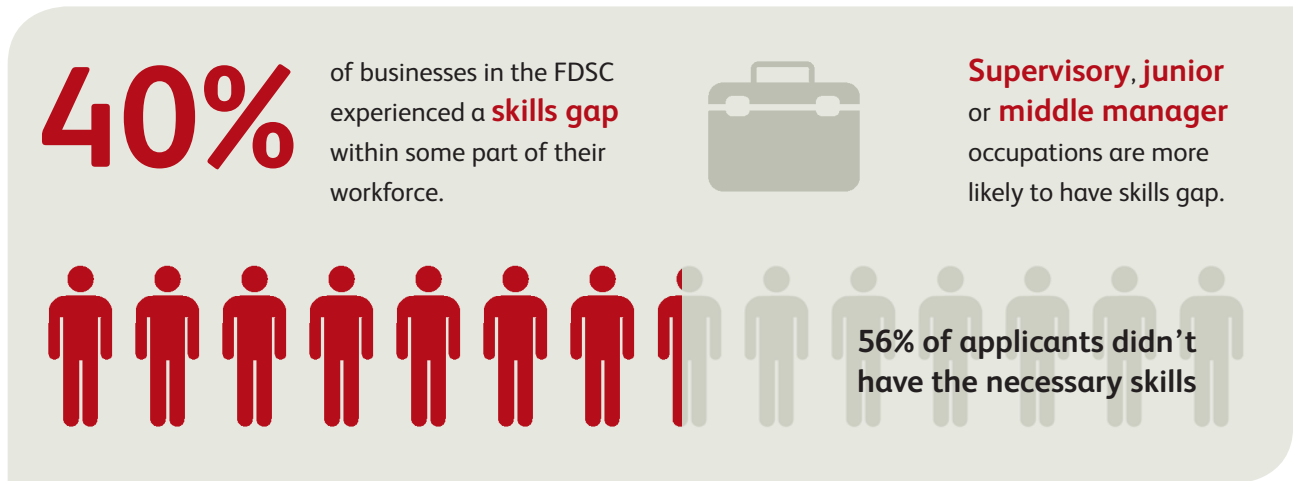 40%
of businesses in the FDSC
experienced a skills gap
within some part of their
workforce.
Supervisory, junior
or middle manager
occupations are more
likely to have skills gap.
56% of applicants didn't
have the necessary skills